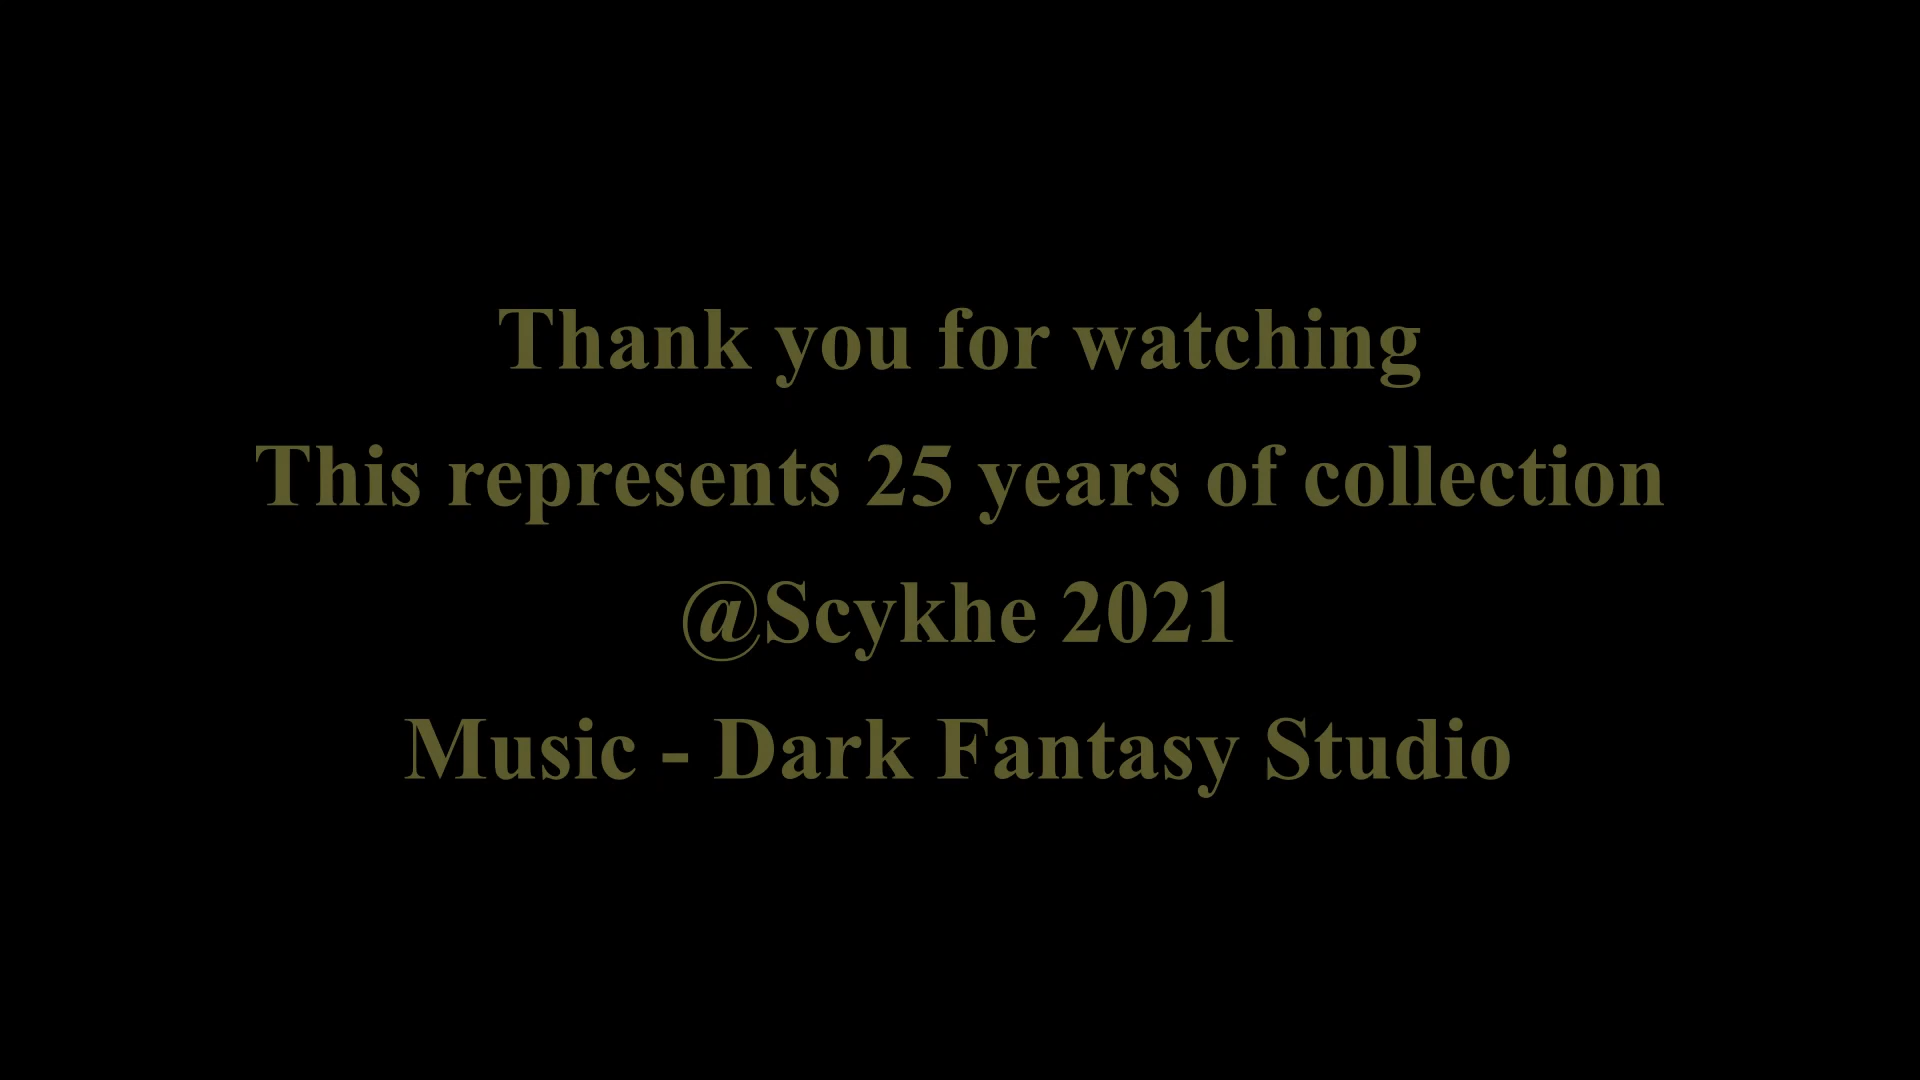 Thank you for watching
This represents 25 years of collection
@Scykhe 2021
Music - Dark Fantasy Studio